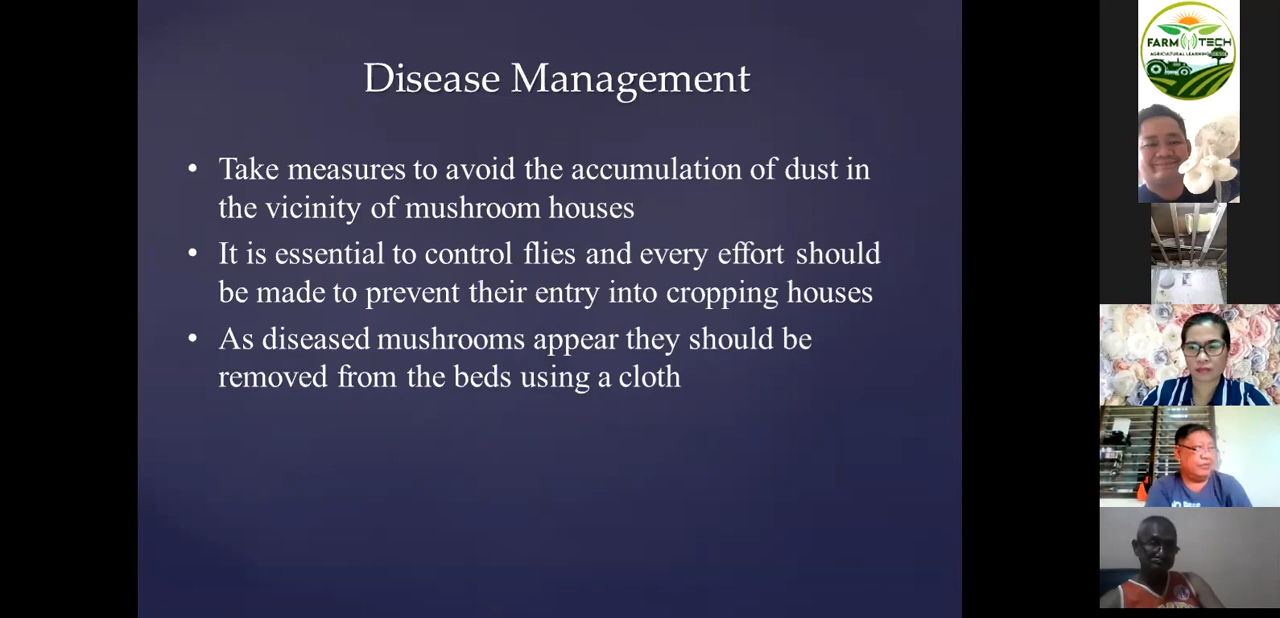 Disease Management
• Take measures to avoid the accumulation of dust in
the vicinity of mushroom houses
• It is essential to control flies and every effort should
be made to prevent their entry into cropping houses
• As diseased mushrooms appear they should be
removed from the beds using a cloth
FARM TECH
AGRICULTURAL LEARNING